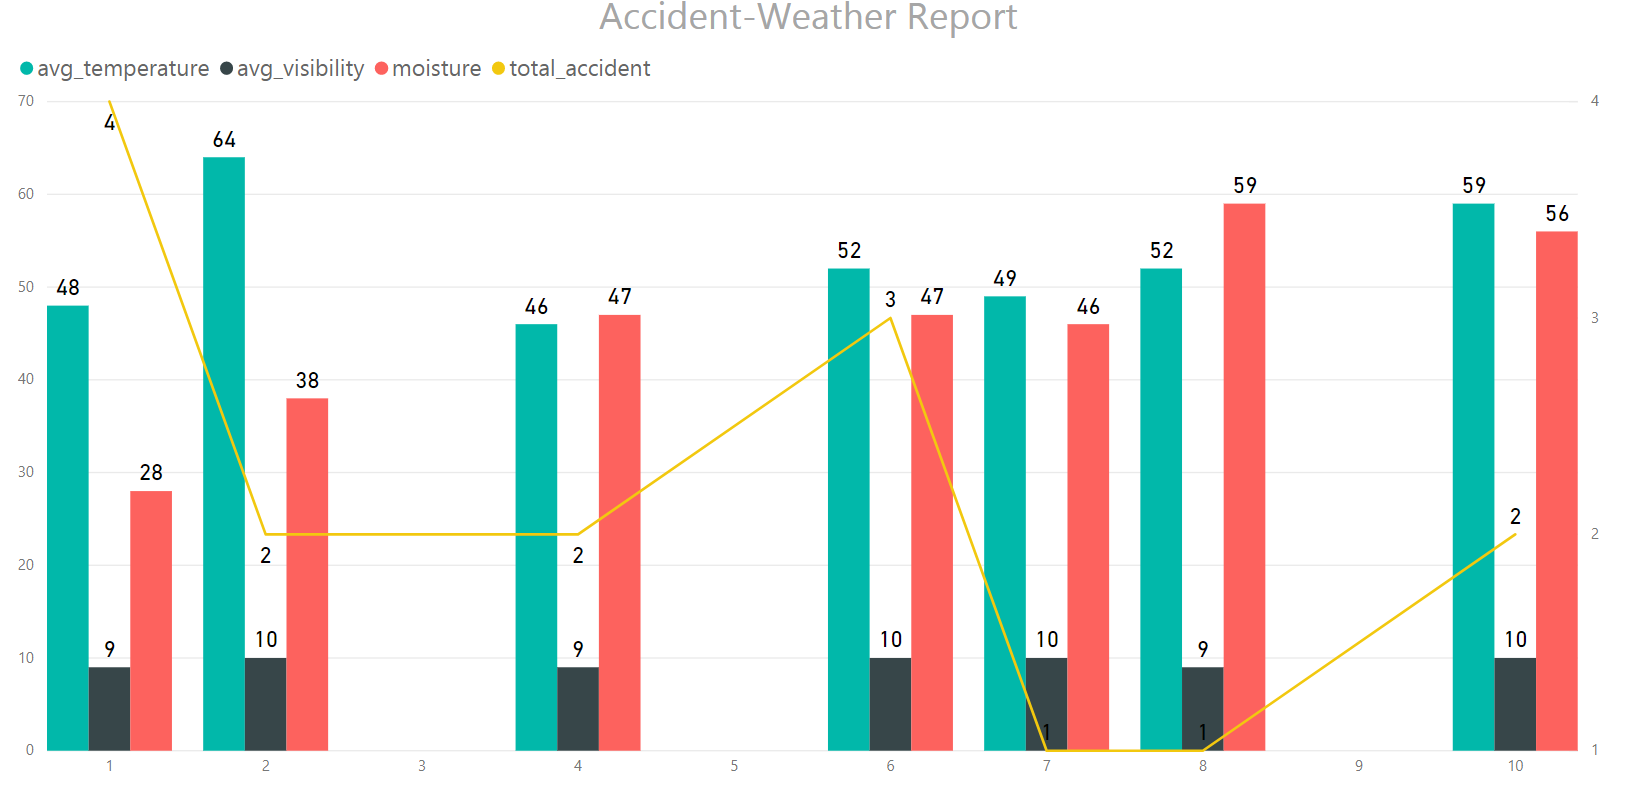 Accident-Weather Report
avg_temperature avg_visibility moisture total_accident
70 4
4
64
60 59 59
56
52 52
50 48 49
46 47 3 47 46
3
40
38
30 28
2
20 2 2 2
10 9 10 9 10 10 9 10
0 1 1 1
1 2 3 4 5 6 7 8 9 10